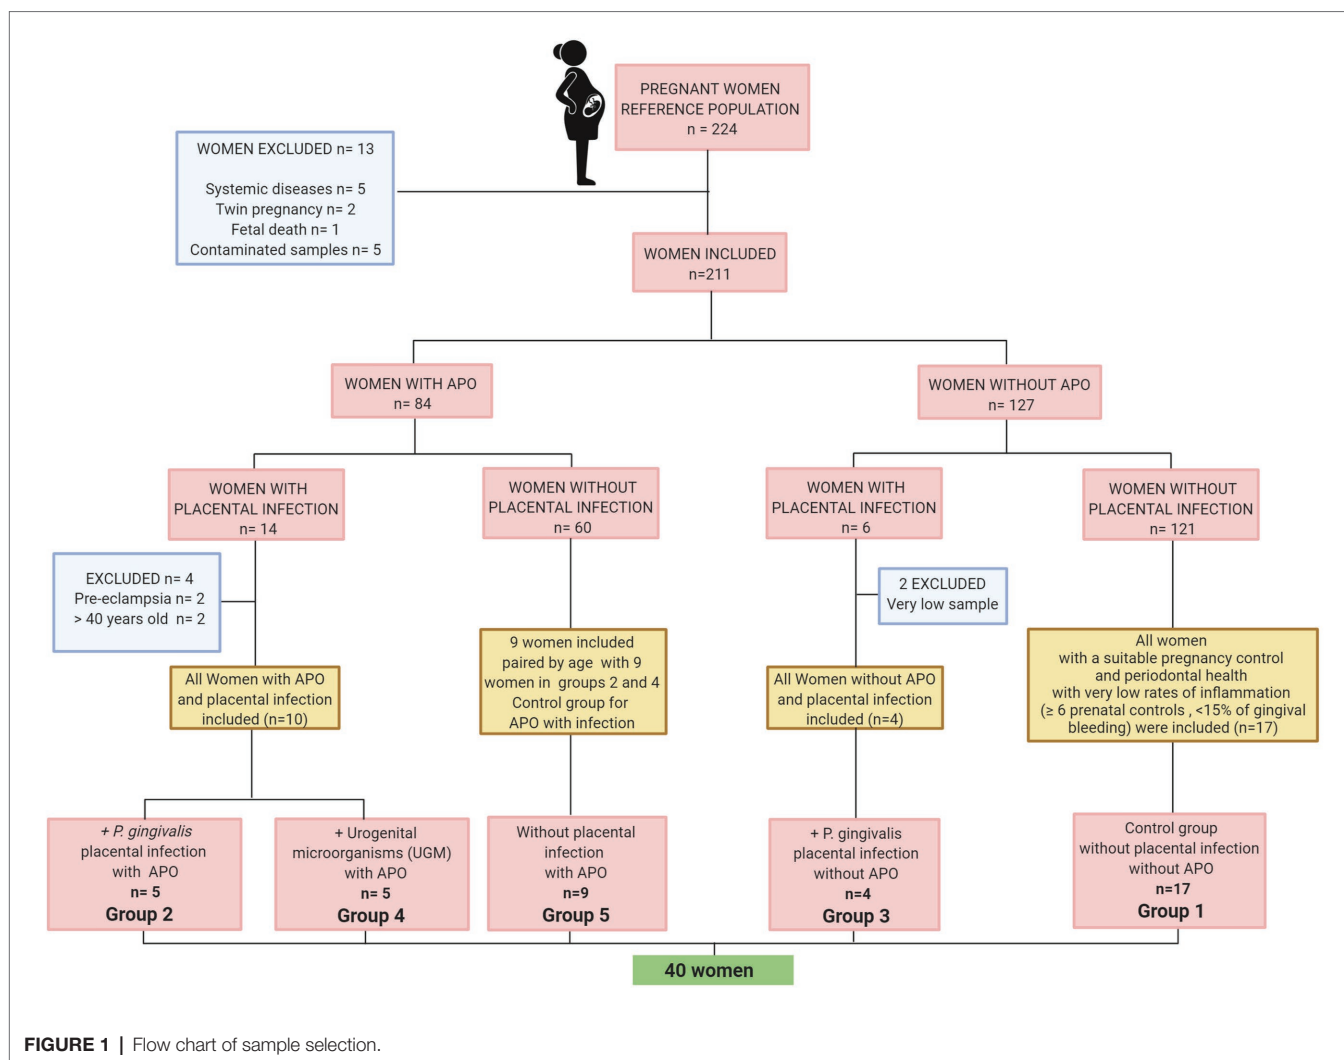 PREGNANT WOMEN
REFERENCE POPULATION
n = 224
WOMEN EXCLUDED n= 13
Systemic diseases n= 5
Twin pregnancy n= 2
Fetal death n= 1
Contaminated samples n= 5
WOMEN INCLUDED
n=211
WOMEN WITH APO
n= 84
WOMEN WITHOUT APO
n= 127
WOMEN WITH
PLACENTAL INFECTION
n= 14
WOMEN WITHOUT
PLACENTAL INFECTION
n= 60
WOMEN WITH
PLACENTAL INFECTION
n= 6
WOMEN WITHOUT
PLACENTAL INFECTION
n= 121
EXCLUDED n= 4
Pre-eclampsia n= 2
> 40 years old n= 2
2 EXCLUDED
Very low sample
All Women with APO
and placental infection
included (n=10)
9 women included
paired by age with 9
women in groups 2 and 4
Control group for
APO with infection
All Women without APO
and placental infection
included (n=4)
All women
with a suitable pregnancy control
and periodontal health
with very low rates of inflammation
(≥ 6 prenatal controls , <15% of gingival
bleeding) were included (n=17)
+ P. gingivalis
placental infection
with APO
n= 5
Group 2
+ Urogenital
microorganisms (UGM)
with APO
n= 5
Group 4
Without placental
infection
with APO
n=9
Group 5
+ P. gingivalis
placental infection
without APO
n=4
Group 3
Control group
without placental infection
without APO
n=17
Group 1
40 women
FIGURE 1 | Flow chart of sample selection.